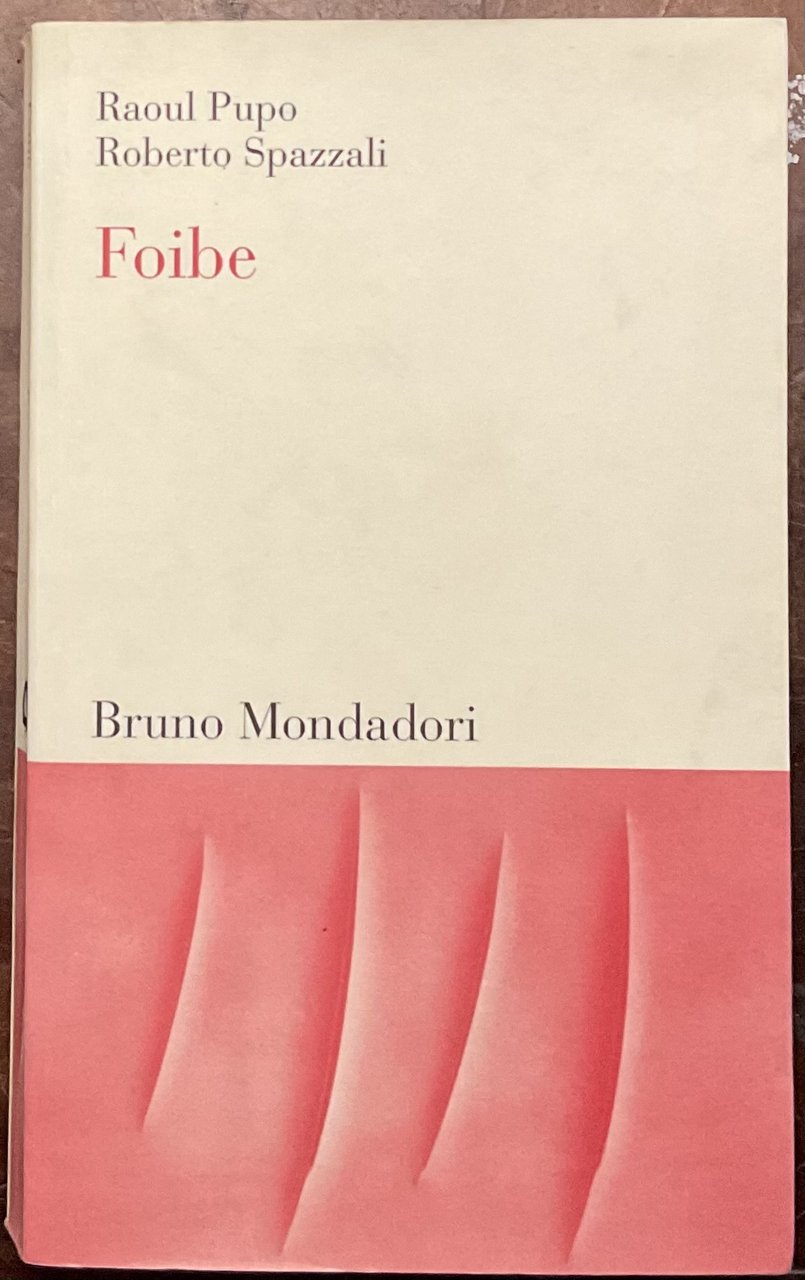 Raoul Pupo
Roberto Spazzali
Foibe
Bruno Mondadori